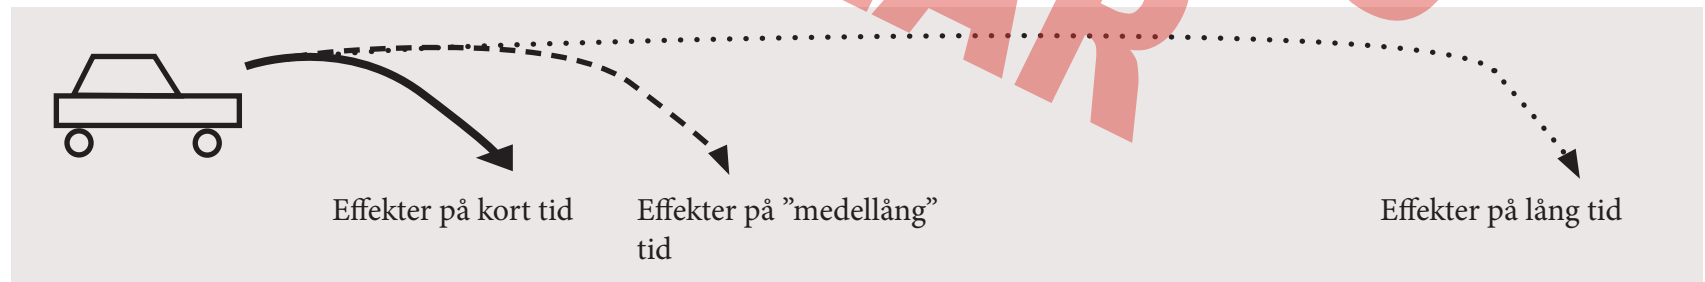 Effekter på kort tid
Effekter på ”medellång”
tid
Effekter på lång tid